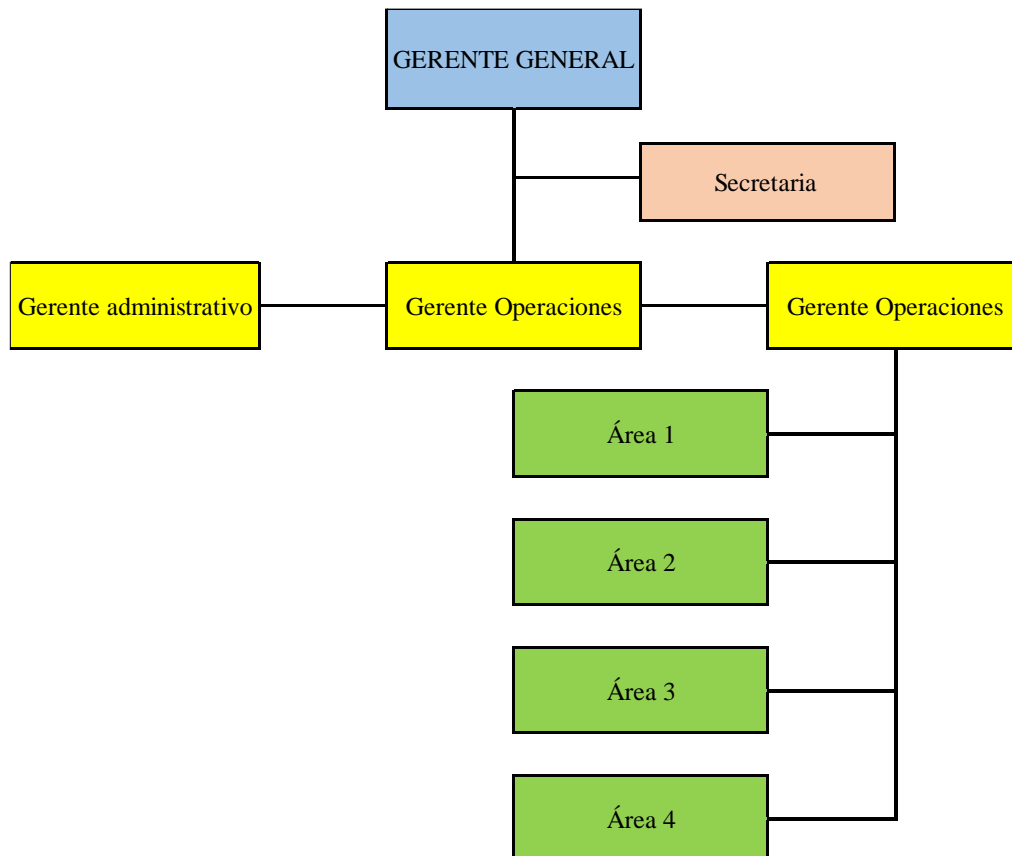 GERENTE GENERAL
Secretaria
Gerente administrativo
Gerente Operaciones
Gerente Operaciones
Área 1
Área 2
Área 3
Área 4